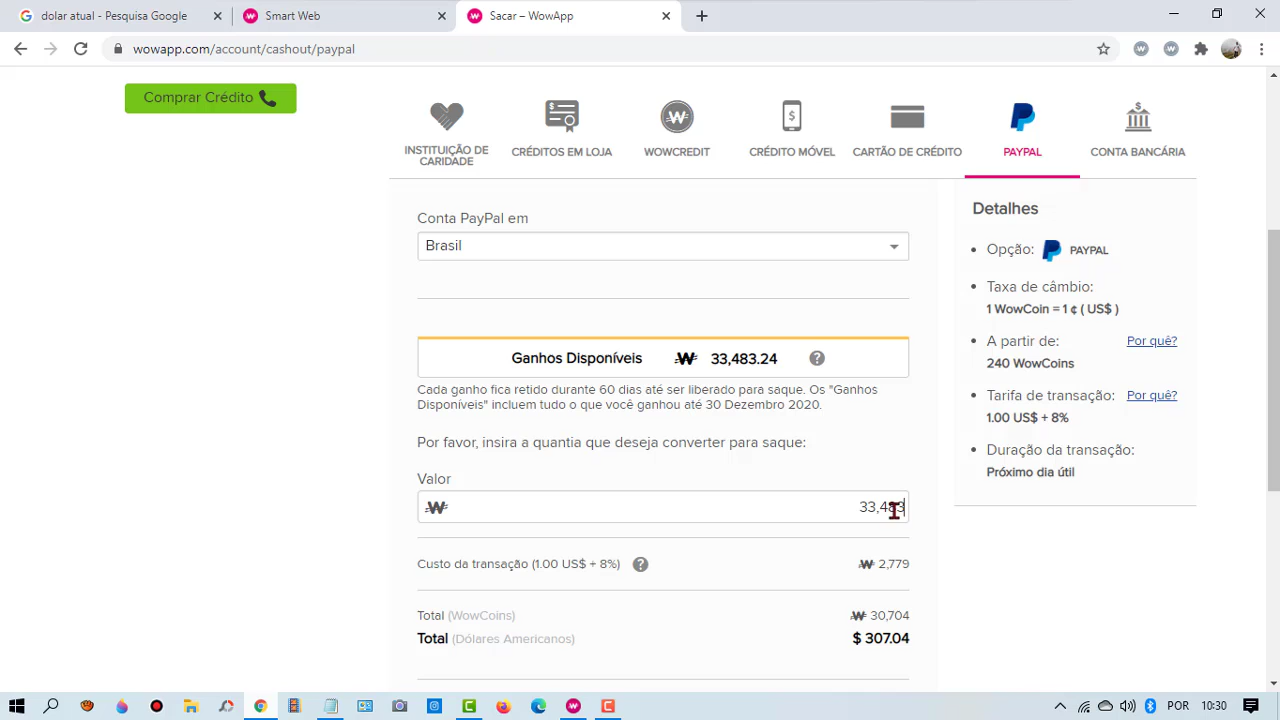 dolar atual - Pesquisa Google
Smart Web
Sacar – WowApp
wowapp.com/account/cashout/paypal
Comprar Crédito
INSTITUIÇÃO DE CARIDADE
CRÉDITOS EM LOJA
WOWCREDIT
CRÉDITO MÓVEL
CARTÃO DE CRÉDITO
PAYPAL
CONTA BANCÁRIA
Conta PayPal em
Brasil
Ganhos Disponíveis W 33,483.24 ?
Cada ganho fica retido durante 60 dias até ser liberado para saque. Os "Ganhos
Disponíveis" incluem tudo o que você ganhou até 30 Dezembro 2020.
Por favor, insira a quantia que deseja converter para saque:
Valor
W 33,483
Custo da transação (1.00 US$ + 8%) ? W 2,779
Total (WowCoins) W 30,704
Total (Dólares Americanos) $ 307.04
Detalhes
Opção: PAYPAL
Taxa de câmbio:
1 WowCoin = 1 ¢ ( US$ )
A partir de: Por quê?
240 WowCoins
Tarifa de transação: Por quê?
1.00 US$ + 8%
Duração da transação:
Próximo dia útil
POR 10:30